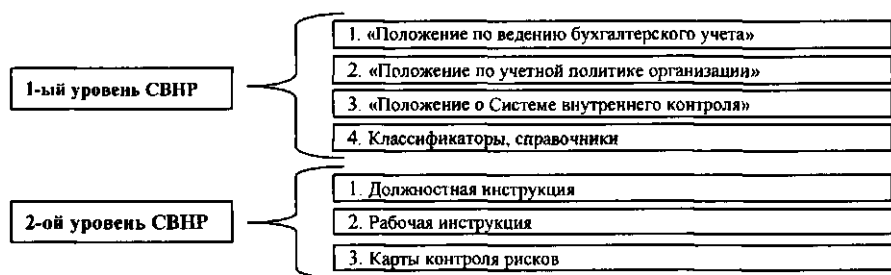 1-ый уровень СВНР
1. «Положение по ведению бухгалтерского учета»
2. «Положение по учетной политике организации»
3. «Положение о Системе внутреннего контроля»
4. Классификаторы, справочники
2-ой уровень СВНР
1. Должностная инструкция
2. Рабочая инструкция
3. Карты контроля рисков